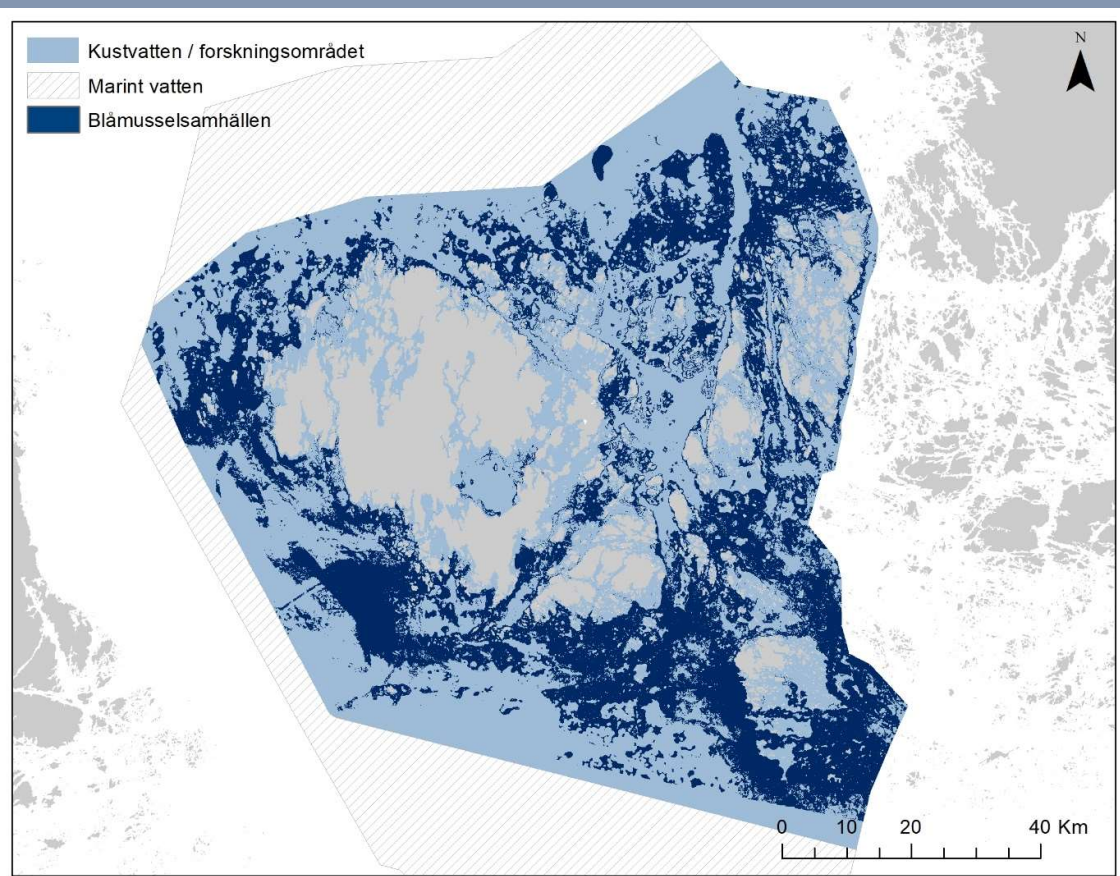 Kustvatten / forskningsområdet
Marint vatten
Blåmusselsamhällen
N
0 10 20 40 Km